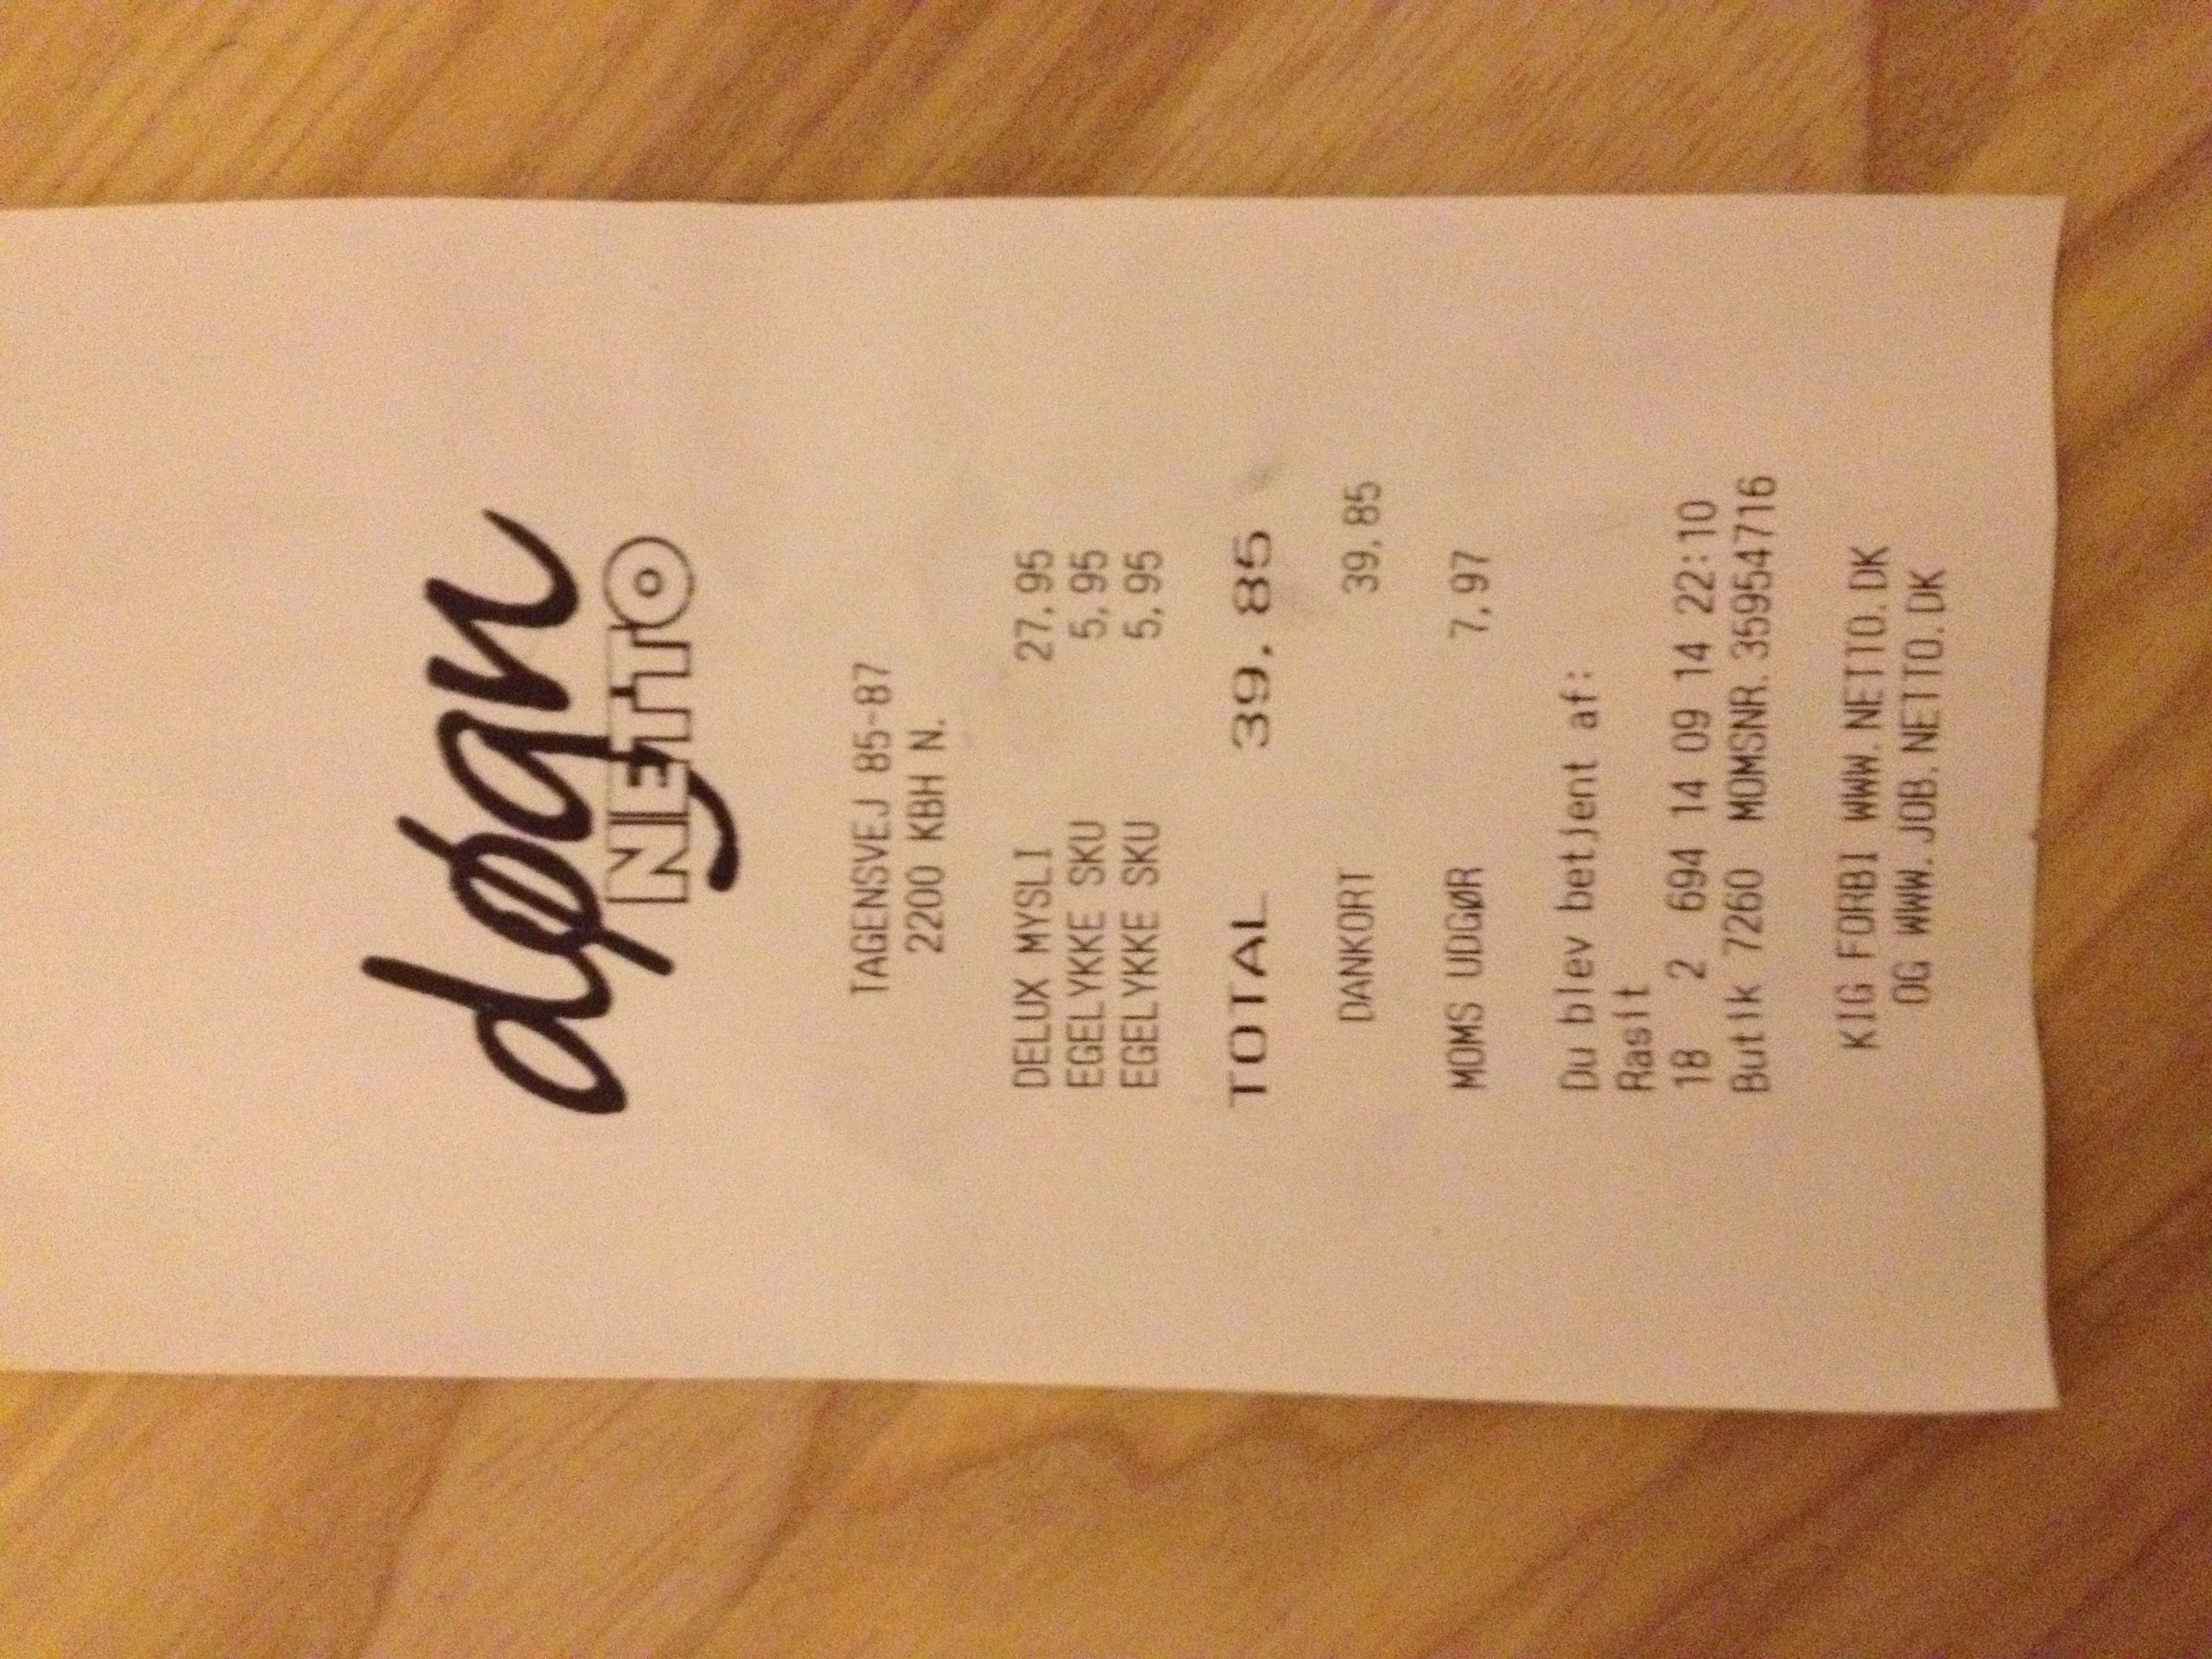 døgn
NETTO
TAGENSVEJ 85-87
2200 KBH N.
DELUX MYSLI 27,95
EGELYKKE SKU 5,95
EGELYKKE SKU 5,95
TOTAL 39,85
DANKORT 39,85
MOMS UDGØR 7,97
Du blev betjent af:
Rasit
18 2 694 14 09 14 22:10
Butik 7260 MOMSNR. 35954716
KIG FORBI WWW.NETTO.DK
OG WWW.JOB.NETTO.DK